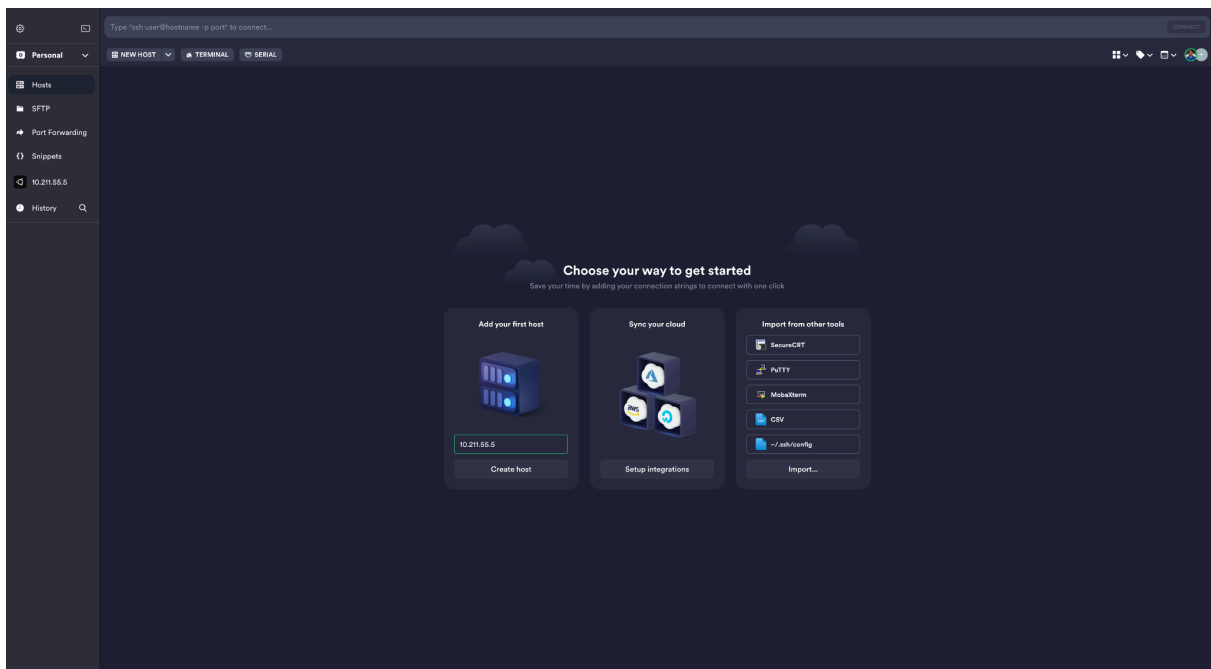 Type "ssh user@hostname -p port" to connect...
CONNECT
Personal
NEW HOST
TERMINAL
SERIAL
Hosts
SFTP
Port Forwarding
Snippets
10.211.55.5
History
Choose your way to get started
Save your time by adding your connection strings to connect with one click
Add your first host
10.211.55.5
Create host
Sync your cloud
aws
Setup integrations
Import from other tools
SecureCRT
PuTTY
MobaXterm
CSV
~/.ssh/config
Import...